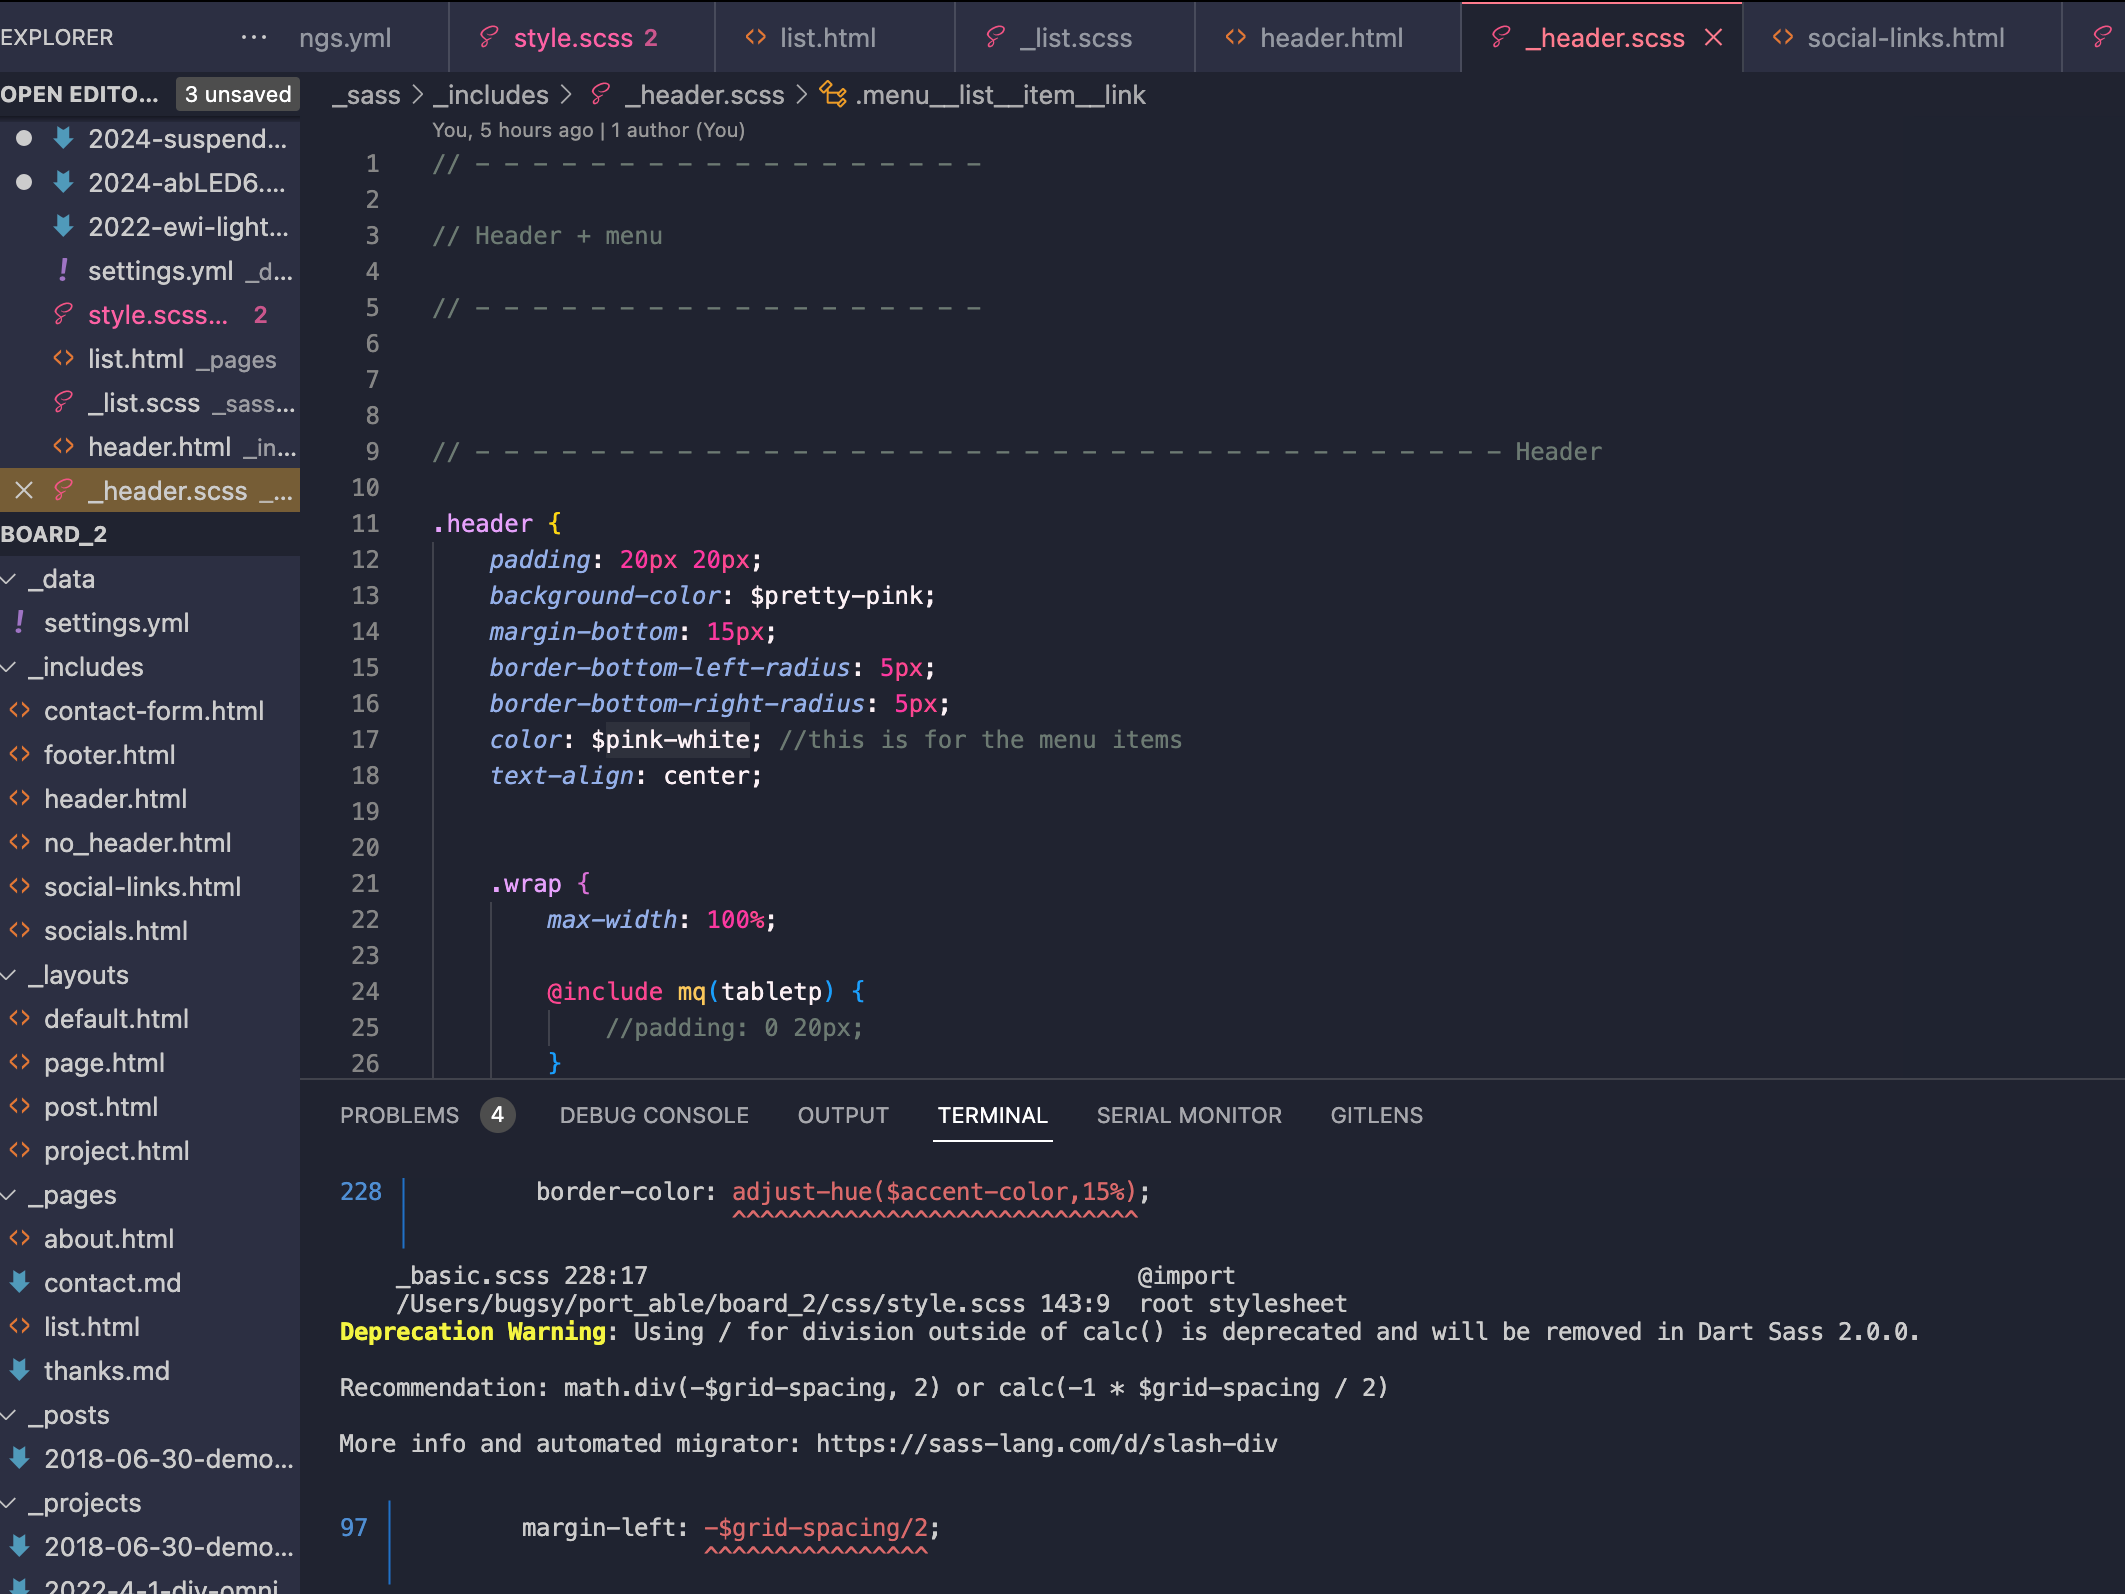 EXPLORER ··· ngs.yml style.scss 2 list.html _list.scss header.html _header.scss social-links.html
OPEN EDITO... 3 unsaved
2024-suspend...
2024-abLED6....
2022-ewi-light...
settings.yml _d...
style.scss... 2
list.html _pages
_list.scss _sass...
header.html _in...
_header.scss _...
BOARD_2
_data
settings.yml
_includes
contact-form.html
footer.html
header.html
no_header.html
social-links.html
socials.html
_layouts
default.html
page.html
post.html
project.html
_pages
about.html
contact.md
list.html
thanks.md
_posts
2018-06-30-demo...
_projects
2018-06-30-demo...
2022-4-1-div-omni
_sass > _includes > _header.scss > .menu__list__item__link
You, 5 hours ago | 1 author (You)
1 // - - - - - - - - - - - - - - - - - -
2
3 // Header + menu
4
5 // - - - - - - - - - - - - - - - - - -
6
7
8
9 // - - - - - - - - - - - - - - - - - - - - - - - - - - - - - - - - - - - - Header
10
11 .header {
12 padding: 20px 20px;
13 background-color: $pretty-pink;
14 margin-bottom: 15px;
15 border-bottom-left-radius: 5px;
16 border-bottom-right-radius: 5px;
17 color: $pink-white; //this is for the menu items
18 text-align: center;
19
20
21 .wrap {
22 max-width: 100%;
23
24 @include mq(tabletp) {
25 //padding: 0 20px;
26 }
PROBLEMS 4 DEBUG CONSOLE OUTPUT TERMINAL SERIAL MONITOR GITLENS
228 border-color: adjust-hue($accent-color,15%);
^^^^^^^^^^^^^^^^^^^^^^^^^^^^^
_basic.scss 228:17 @import
/Users/bugsy/port_able/board_2/css/style.scss 143:9 root stylesheet
Deprecation Warning: Using / for division outside of calc() is deprecated and will be removed in Dart Sass 2.0.0.
Recommendation: math.div(-$grid-spacing, 2) or calc(-1 * $grid-spacing / 2)
More info and automated migrator: https://sass-lang.com/d/slash-div
97 margin-left: -$grid-spacing/2;
^^^^^^^^^^^^^^^^